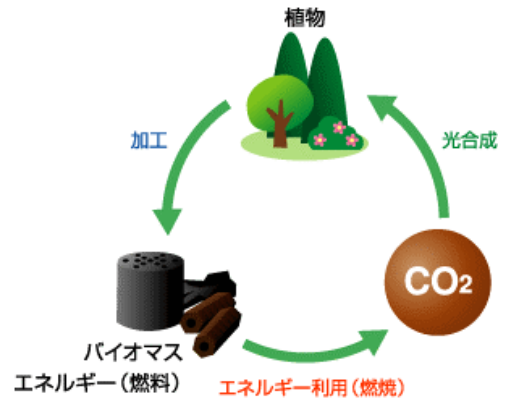 植物
加工
光合成
CO2
バイオマス
エネルギー（燃料）
エネルギー利用（燃焼）